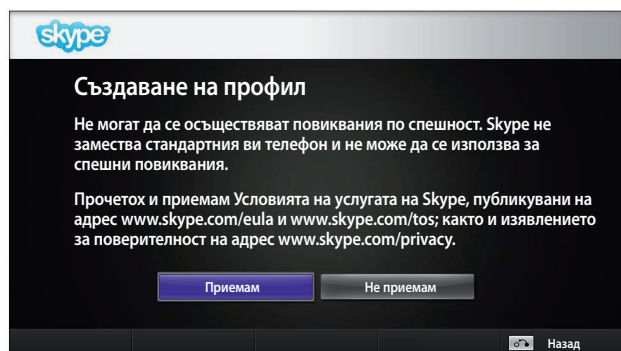 skype
Създаване на профил
Не могат да се осъществяват повиквания по спешност. Skype не
замества стандартния ви телефон и не може да се използва за
спешни повиквания.
Прочетох и приемам Условията на услугата на Skype, публикувани на
адрес www.skype.com/eula и www.skype.com/tos; както и изявлението
за поверителност на адрес www.skype.com/privacy.
Приемам
Не приемам
Назад